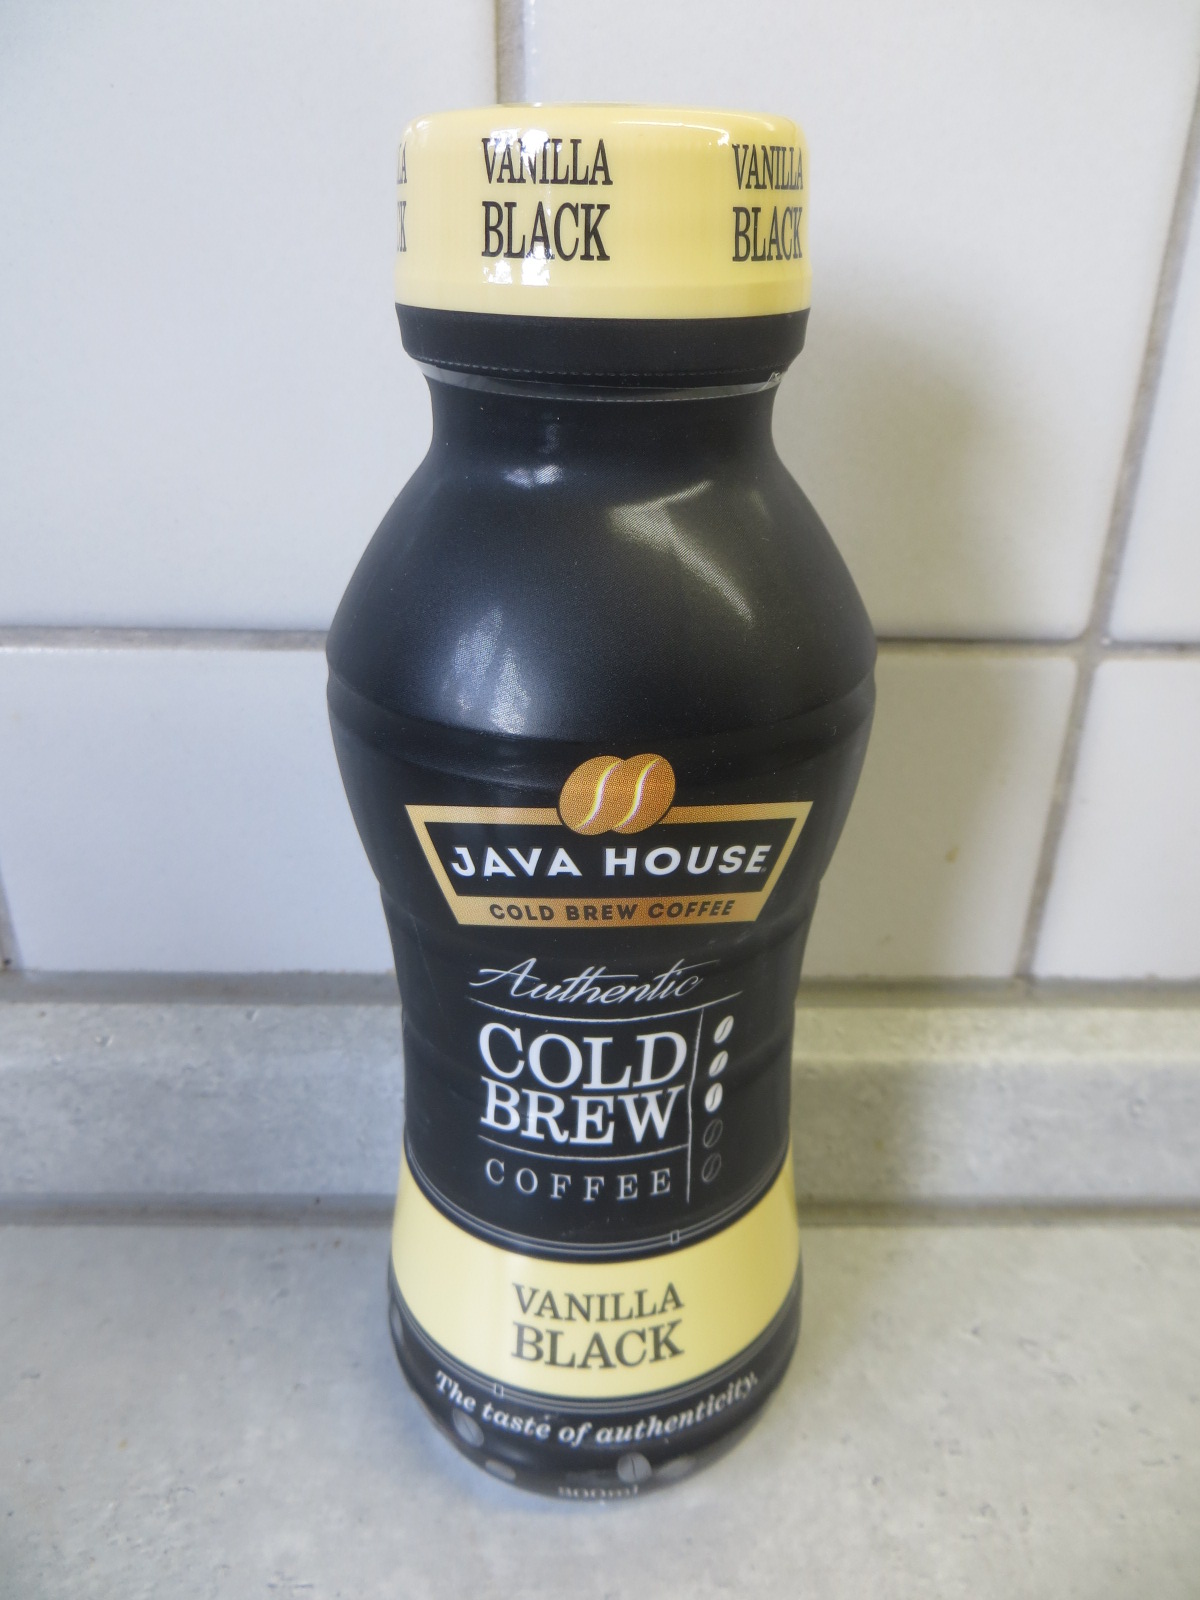 VANILLA
BLACK
VANILLA
BLACK
JAVA HOUSE
COLD BREW COFFEE
Authentic
COLD
BREW
COFFEE
VANILLA
BLACK
The taste of authenticity.